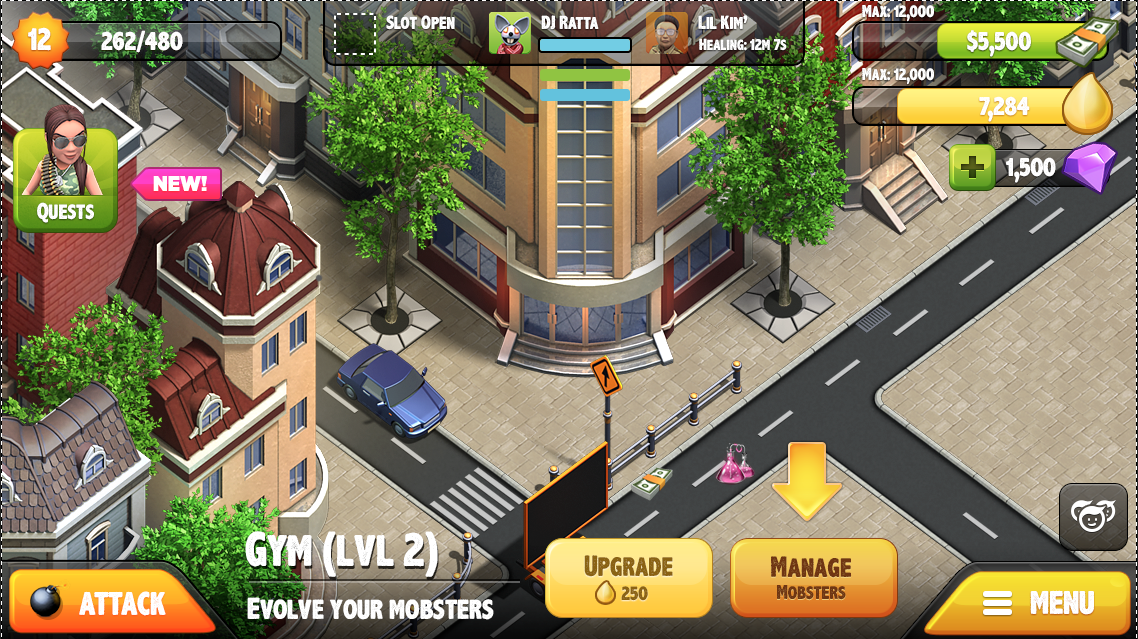 12
262/480
SLOT OPEN
DJ RATTA
LIL KIM'
HEALING: 12M 7S
MAX: 12,000
$5,500
MAX: 12,000
7,284
1,500
QUESTS
NEW!
GYM (LVL 2)
EVOLVE YOUR MOBSTERS
UPGRADE
250
MANAGE
MOBSTERS
ATTACK
MENU